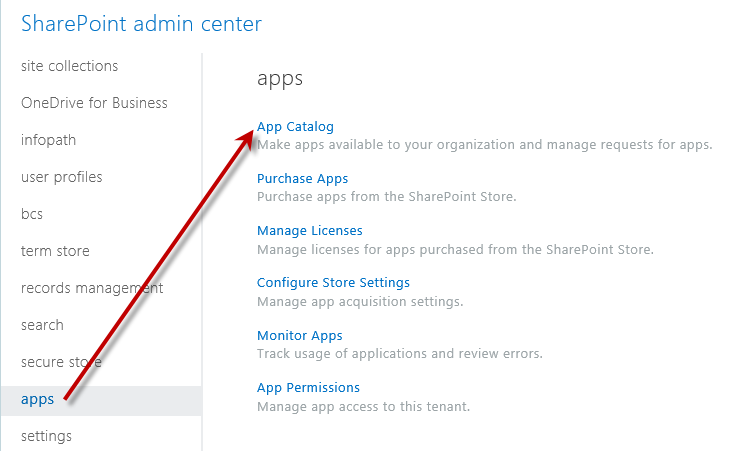 SharePoint admin center
site collections
OneDrive for Business
infopath
user profiles
bcs
term store
records management
search
secure store
apps
settings
apps
App Catalog
Make apps available to your organization and manage requests for apps.
Purchase Apps
Purchase apps from the SharePoint Store.
Manage Licenses
Manage licenses for apps purchased from the SharePoint Store.
Configure Store Settings
Manage app acquisition settings.
Monitor Apps
Track usage of applications and review errors.
App Permissions
Manage app access to this tenant.